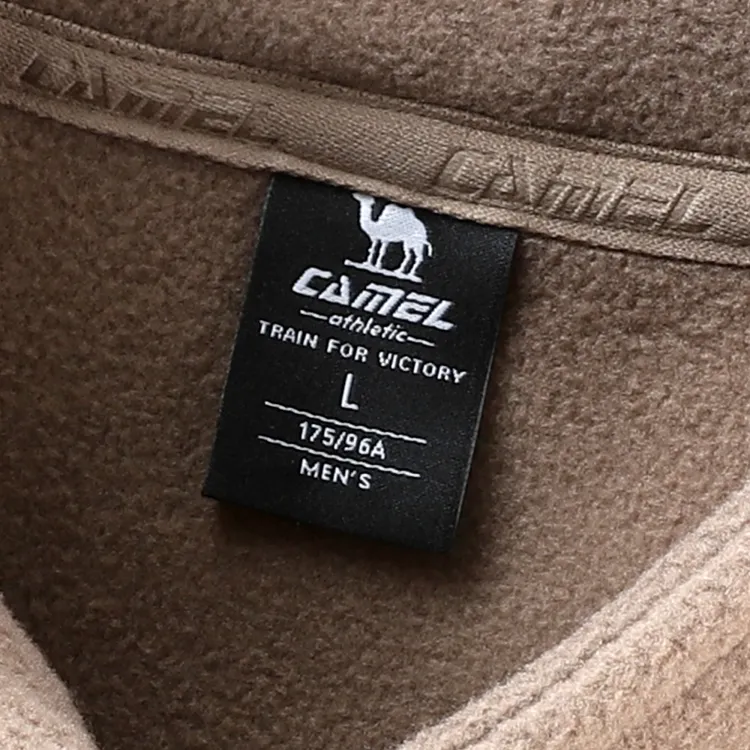 CAMEL CAMEL
CAMEL
athletic
TRAIN FOR VICTORY
L
175/96A
MEN'S